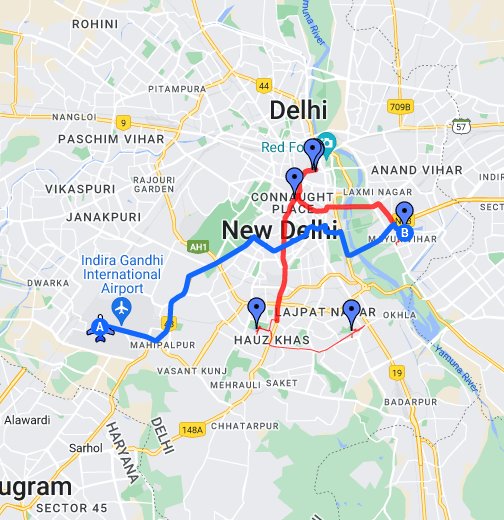 ROHINI
PITAMPURA
44
NANGLOI
9
Delhi
709B
57
PASCHIM VIHAR
Red Fo
ANAND VIHAR
RAJOURI
GARDEN
VIKASPURI
CONNAUGHT
PLACE
LAXMI NAGAR
INDIR
JANAKPURI
New Delhi
AH1
MAYUR VIHAR
B
Indira Gandhi
International
Airport
DWARKA
A
48
MAHIPALPUR
LAJPAT NAGAR
OKHLA
HAUZ KHAS
VASANT KUNJ
MEHRAULI
SAKET
19
BADARPUR
Yamuna River
Yamuna River
Alawardi
CHHATARPUR
148A
DELHI
HARYANA
Sarhol
ugram
SECTOR 45